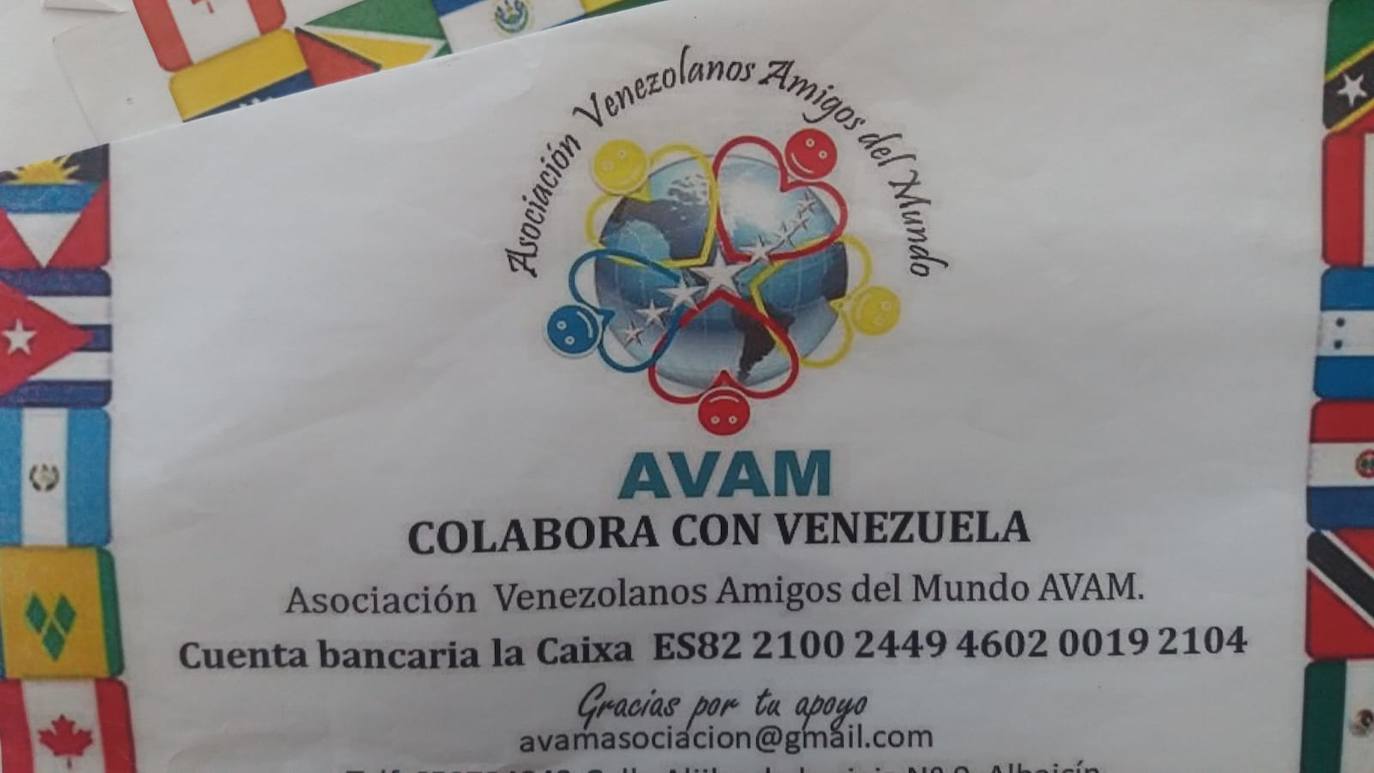 Asociación Venezolanos Amigos del Mundo
AVAM
COLABORA CON VENEZUELA
Asociación Venezolanos Amigos del Mundo AVAM.
Cuenta bancaria la Caixa ES82 2100 2449 4602 0019 2104
Gracias por tu apoyo
avamasociacion@gmail.com